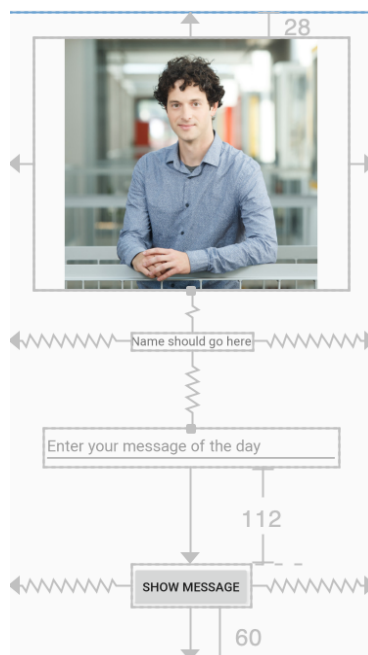 28
Name should go here
Enter your message of the day
112
SHOW MESSAGE
60